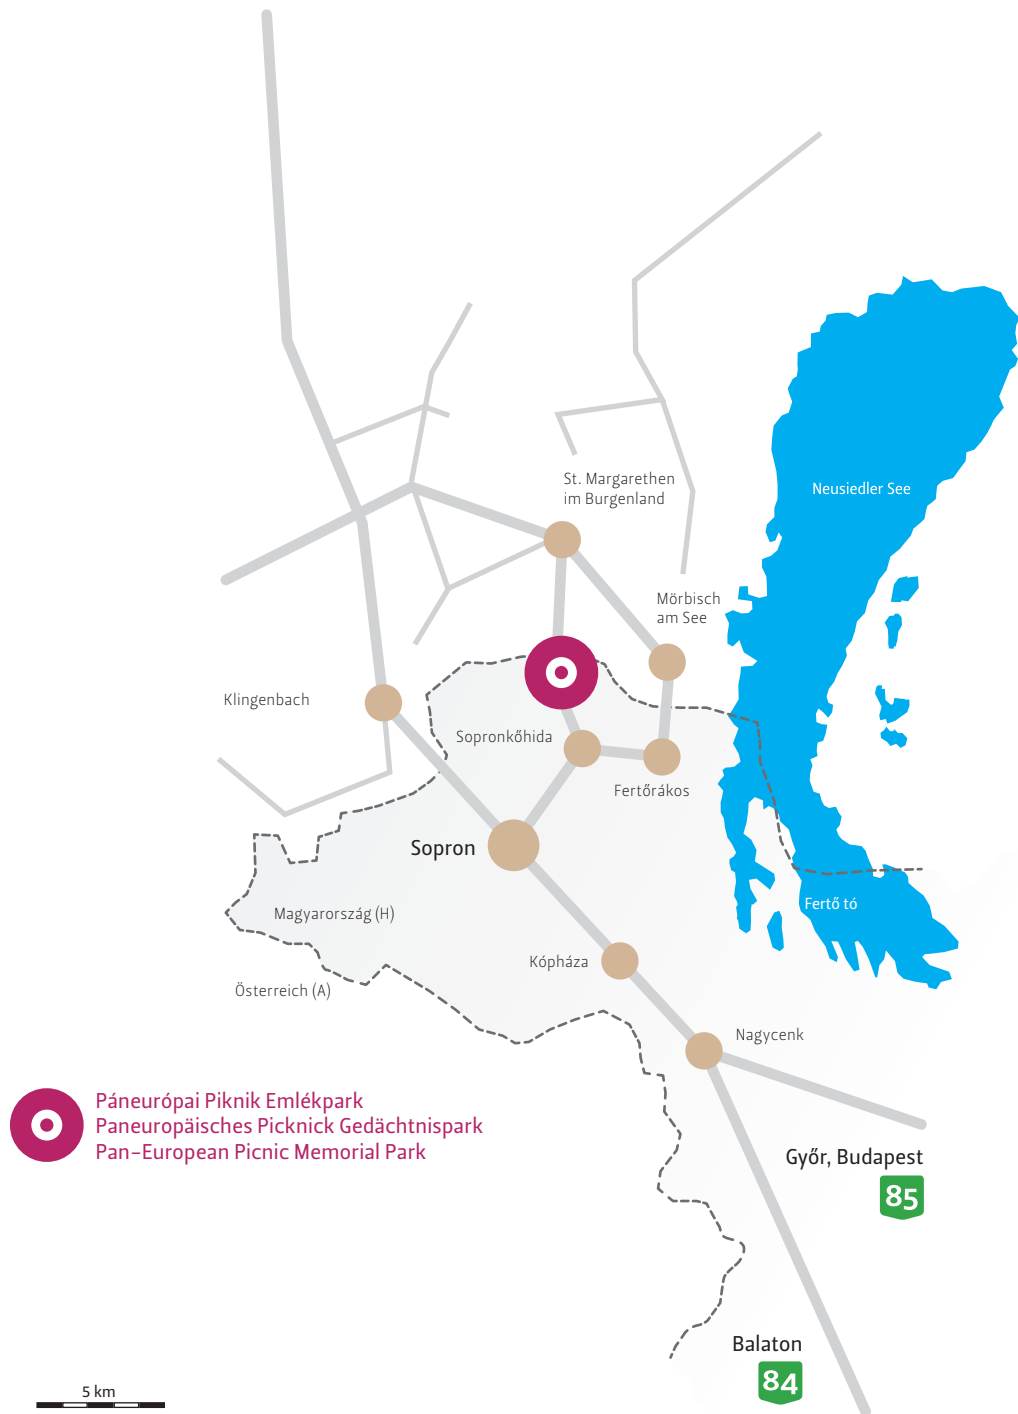 St. Margarethen
im Burgenland
Neusiedler See
Mörbisch
am See
Klingenbach
Sopronkőhida
Fertőrákos
Sopron
Fertő tó
Magyarország (H)
Kópháza
Österreich (A)
Nagycenk
Páneurópai Piknik Emlékpark
Paneuropäisches Picknick Gedächtnispark
Pan-European Picnic Memorial Park
Győr, Budapest
85
Balaton
84
5 km